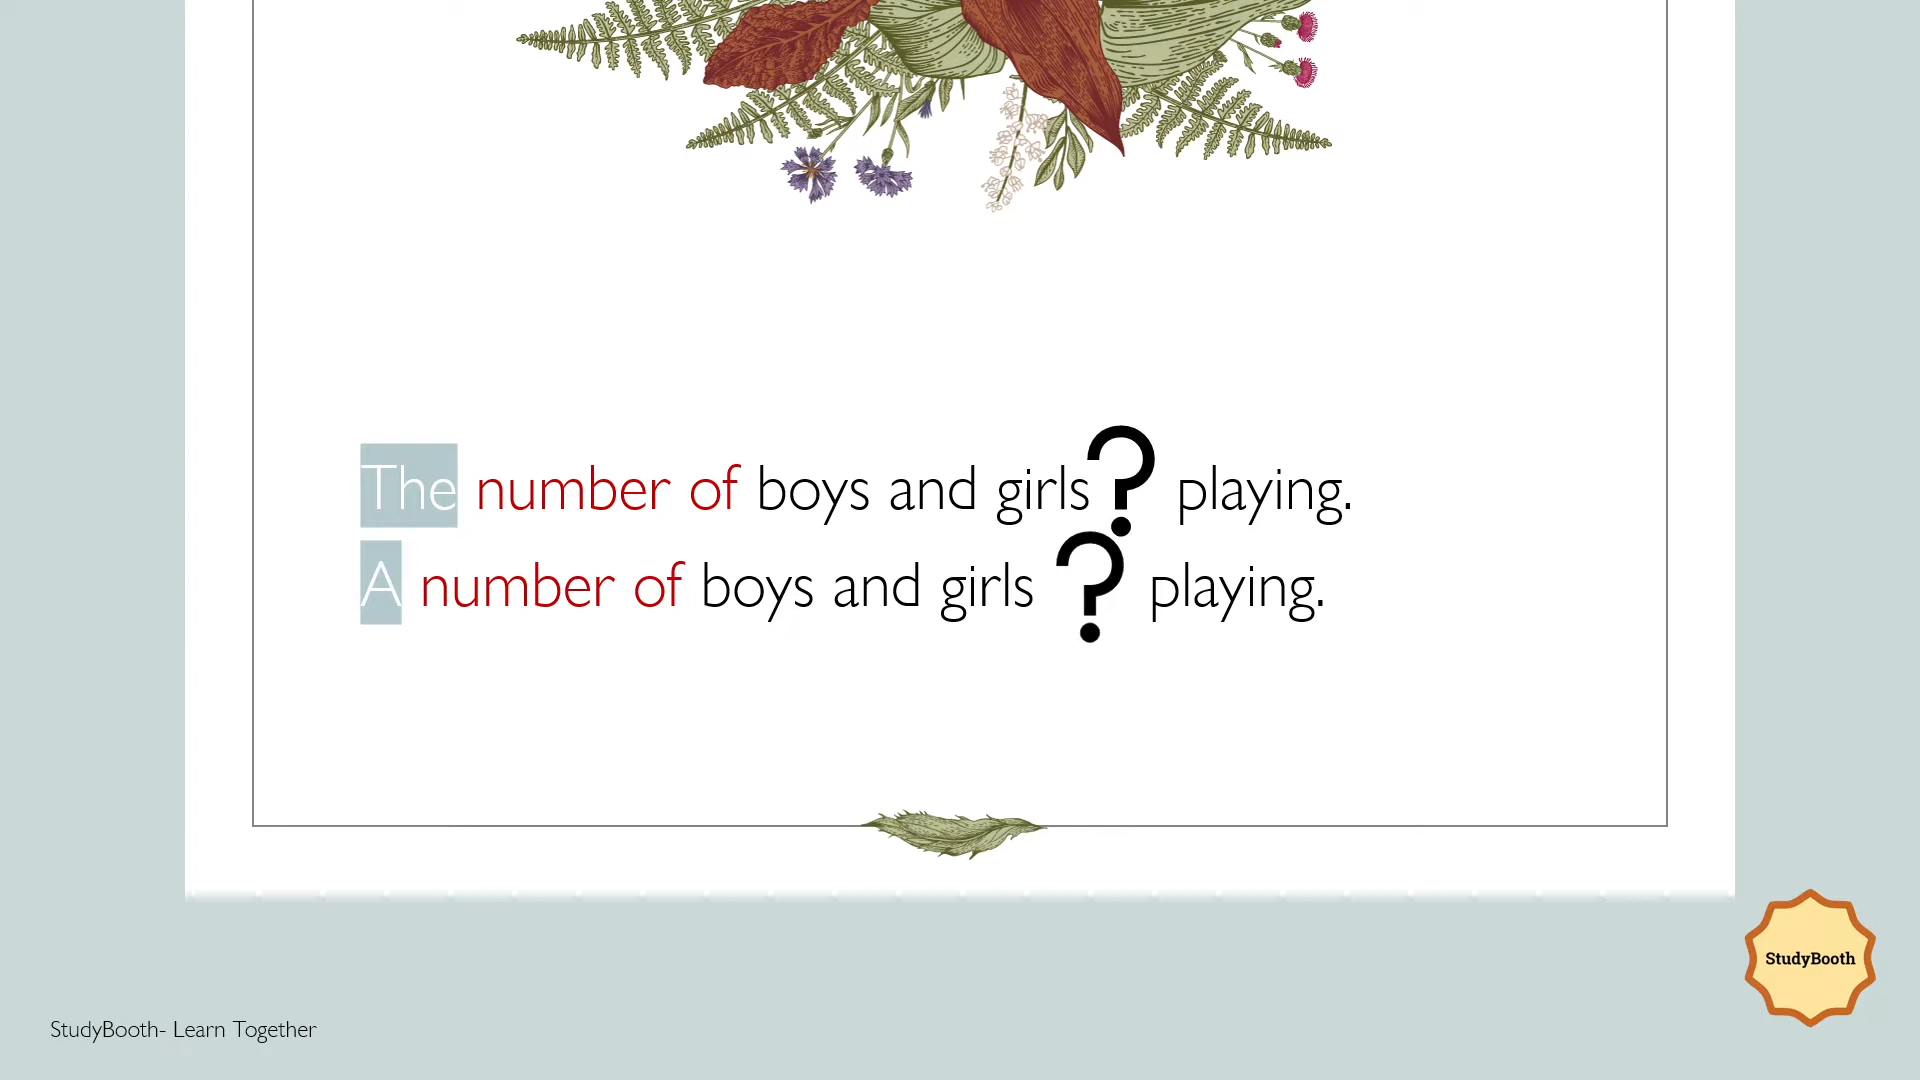 The number of boys and girls ? playing.
A number of boys and girls ? playing.
StudyBooth
StudyBooth- Learn Together